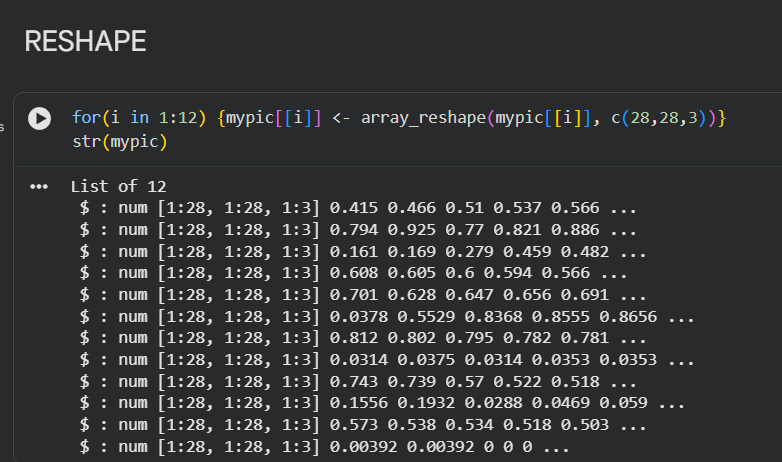 RESHAPE
s
for(i in 1:12) {mypic[[i]] <- array_reshape(mypic[[i]], c(28,28,3))}
str(mypic)
••• List of 12
$ : num [1:28, 1:28, 1:3] 0.415 0.466 0.51 0.537 0.566 ...
$ : num [1:28, 1:28, 1:3] 0.794 0.925 0.77 0.821 0.886 ...
$ : num [1:28, 1:28, 1:3] 0.161 0.169 0.279 0.459 0.482 ...
$ : num [1:28, 1:28, 1:3] 0.608 0.605 0.6 0.594 0.566 ...
$ : num [1:28, 1:28, 1:3] 0.701 0.628 0.647 0.656 0.691 ...
$ : num [1:28, 1:28, 1:3] 0.0378 0.5529 0.8368 0.8555 0.8656 ...
$ : num [1:28, 1:28, 1:3] 0.812 0.802 0.795 0.782 0.781 ...
$ : num [1:28, 1:28, 1:3] 0.0314 0.0375 0.0314 0.0353 0.0353 ...
$ : num [1:28, 1:28, 1:3] 0.743 0.739 0.57 0.522 0.518 ...
$ : num [1:28, 1:28, 1:3] 0.1556 0.1932 0.0288 0.0469 0.059 ...
$ : num [1:28, 1:28, 1:3] 0.573 0.538 0.534 0.518 0.503 ...
$ : num [1:28, 1:28, 1:3] 0.00392 0.00392 0 0 0 ...